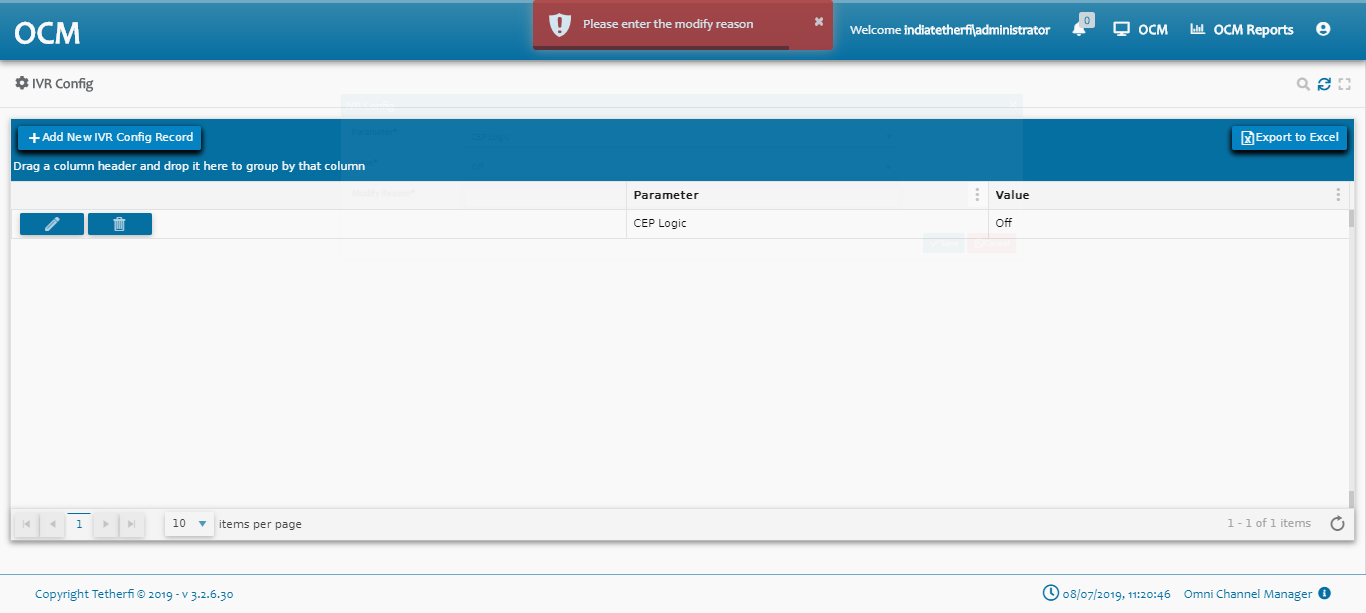 OCM
Please enter the modify reason
Welcome indiatetherfi\administrator
0
OCM
OCM Reports
IVR Config
Add New IVR Config Record
Export to Excel
Drag a column header and drop it here to group by that column
Parameter
Value
CEP Logic
Off
1
10
items per page
1 - 1 of 1 items
Copyright Tetherfi © 2019 - v 3.2.6.30
08/07/2019, 11:20:46
Omni Channel Manager